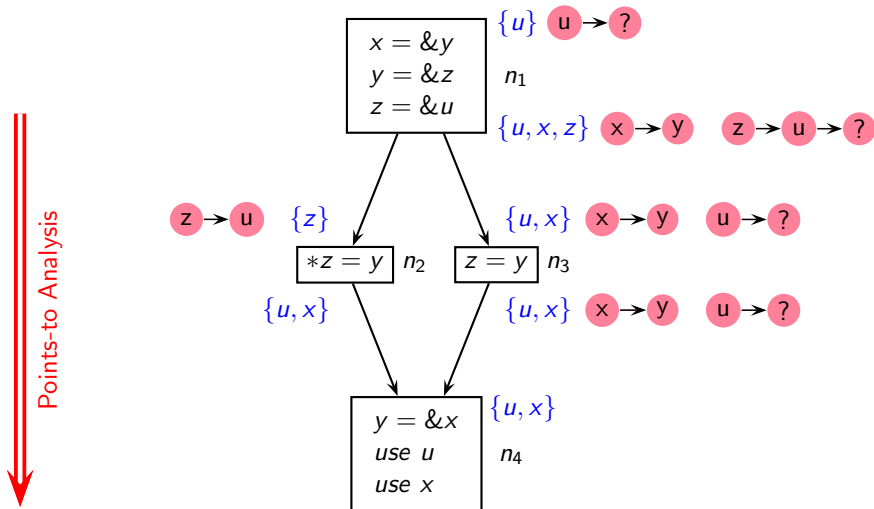 {u} u → ?
x = &y
y = &z
z = &u
n1
{u, x, z} x → y z → u → ?
z → u {z}
{u, x} x → y u → ?
*z = y n2
z = y n3
{u, x}
{u, x} x → y u → ?
{u, x}
y = &x
use u
use x
n4
Points-to Analysis